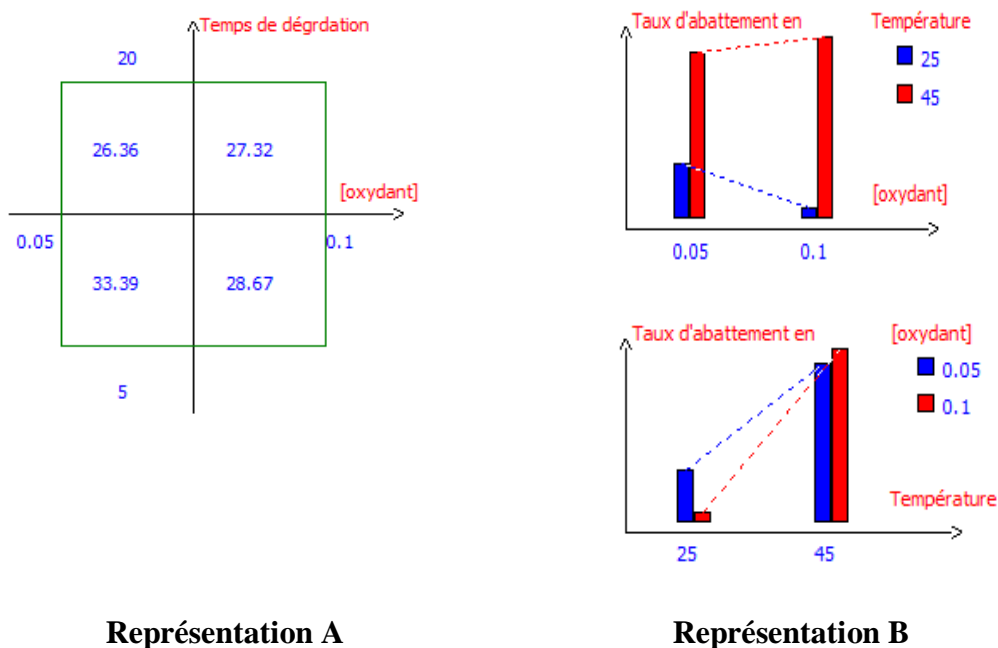 Temps de dégrdation
20
26.36 27.32
[oxydant]
0.05 0.1
33.39 28.67
5
Taux d'abattement en Température
25
45
[oxydant]
0.05 0.1
Taux d'abattement en [oxydant]
0.05
0.1
Température
25 45
Représentation A Représentation B